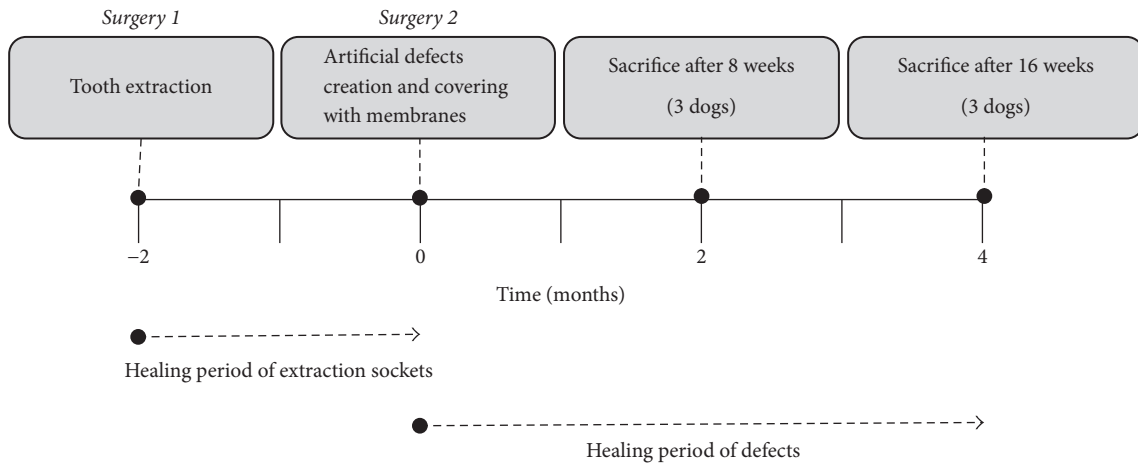 Surgery 1
Surgery 2
Tooth extraction
Artificial defects
creation and covering
with membranes
Sacrifice after 8 weeks
(3 dogs)
Sacrifice after 16 weeks
(3 dogs)
−2
0
2
4
Time (months)
Healing period of extraction sockets
Healing period of defects